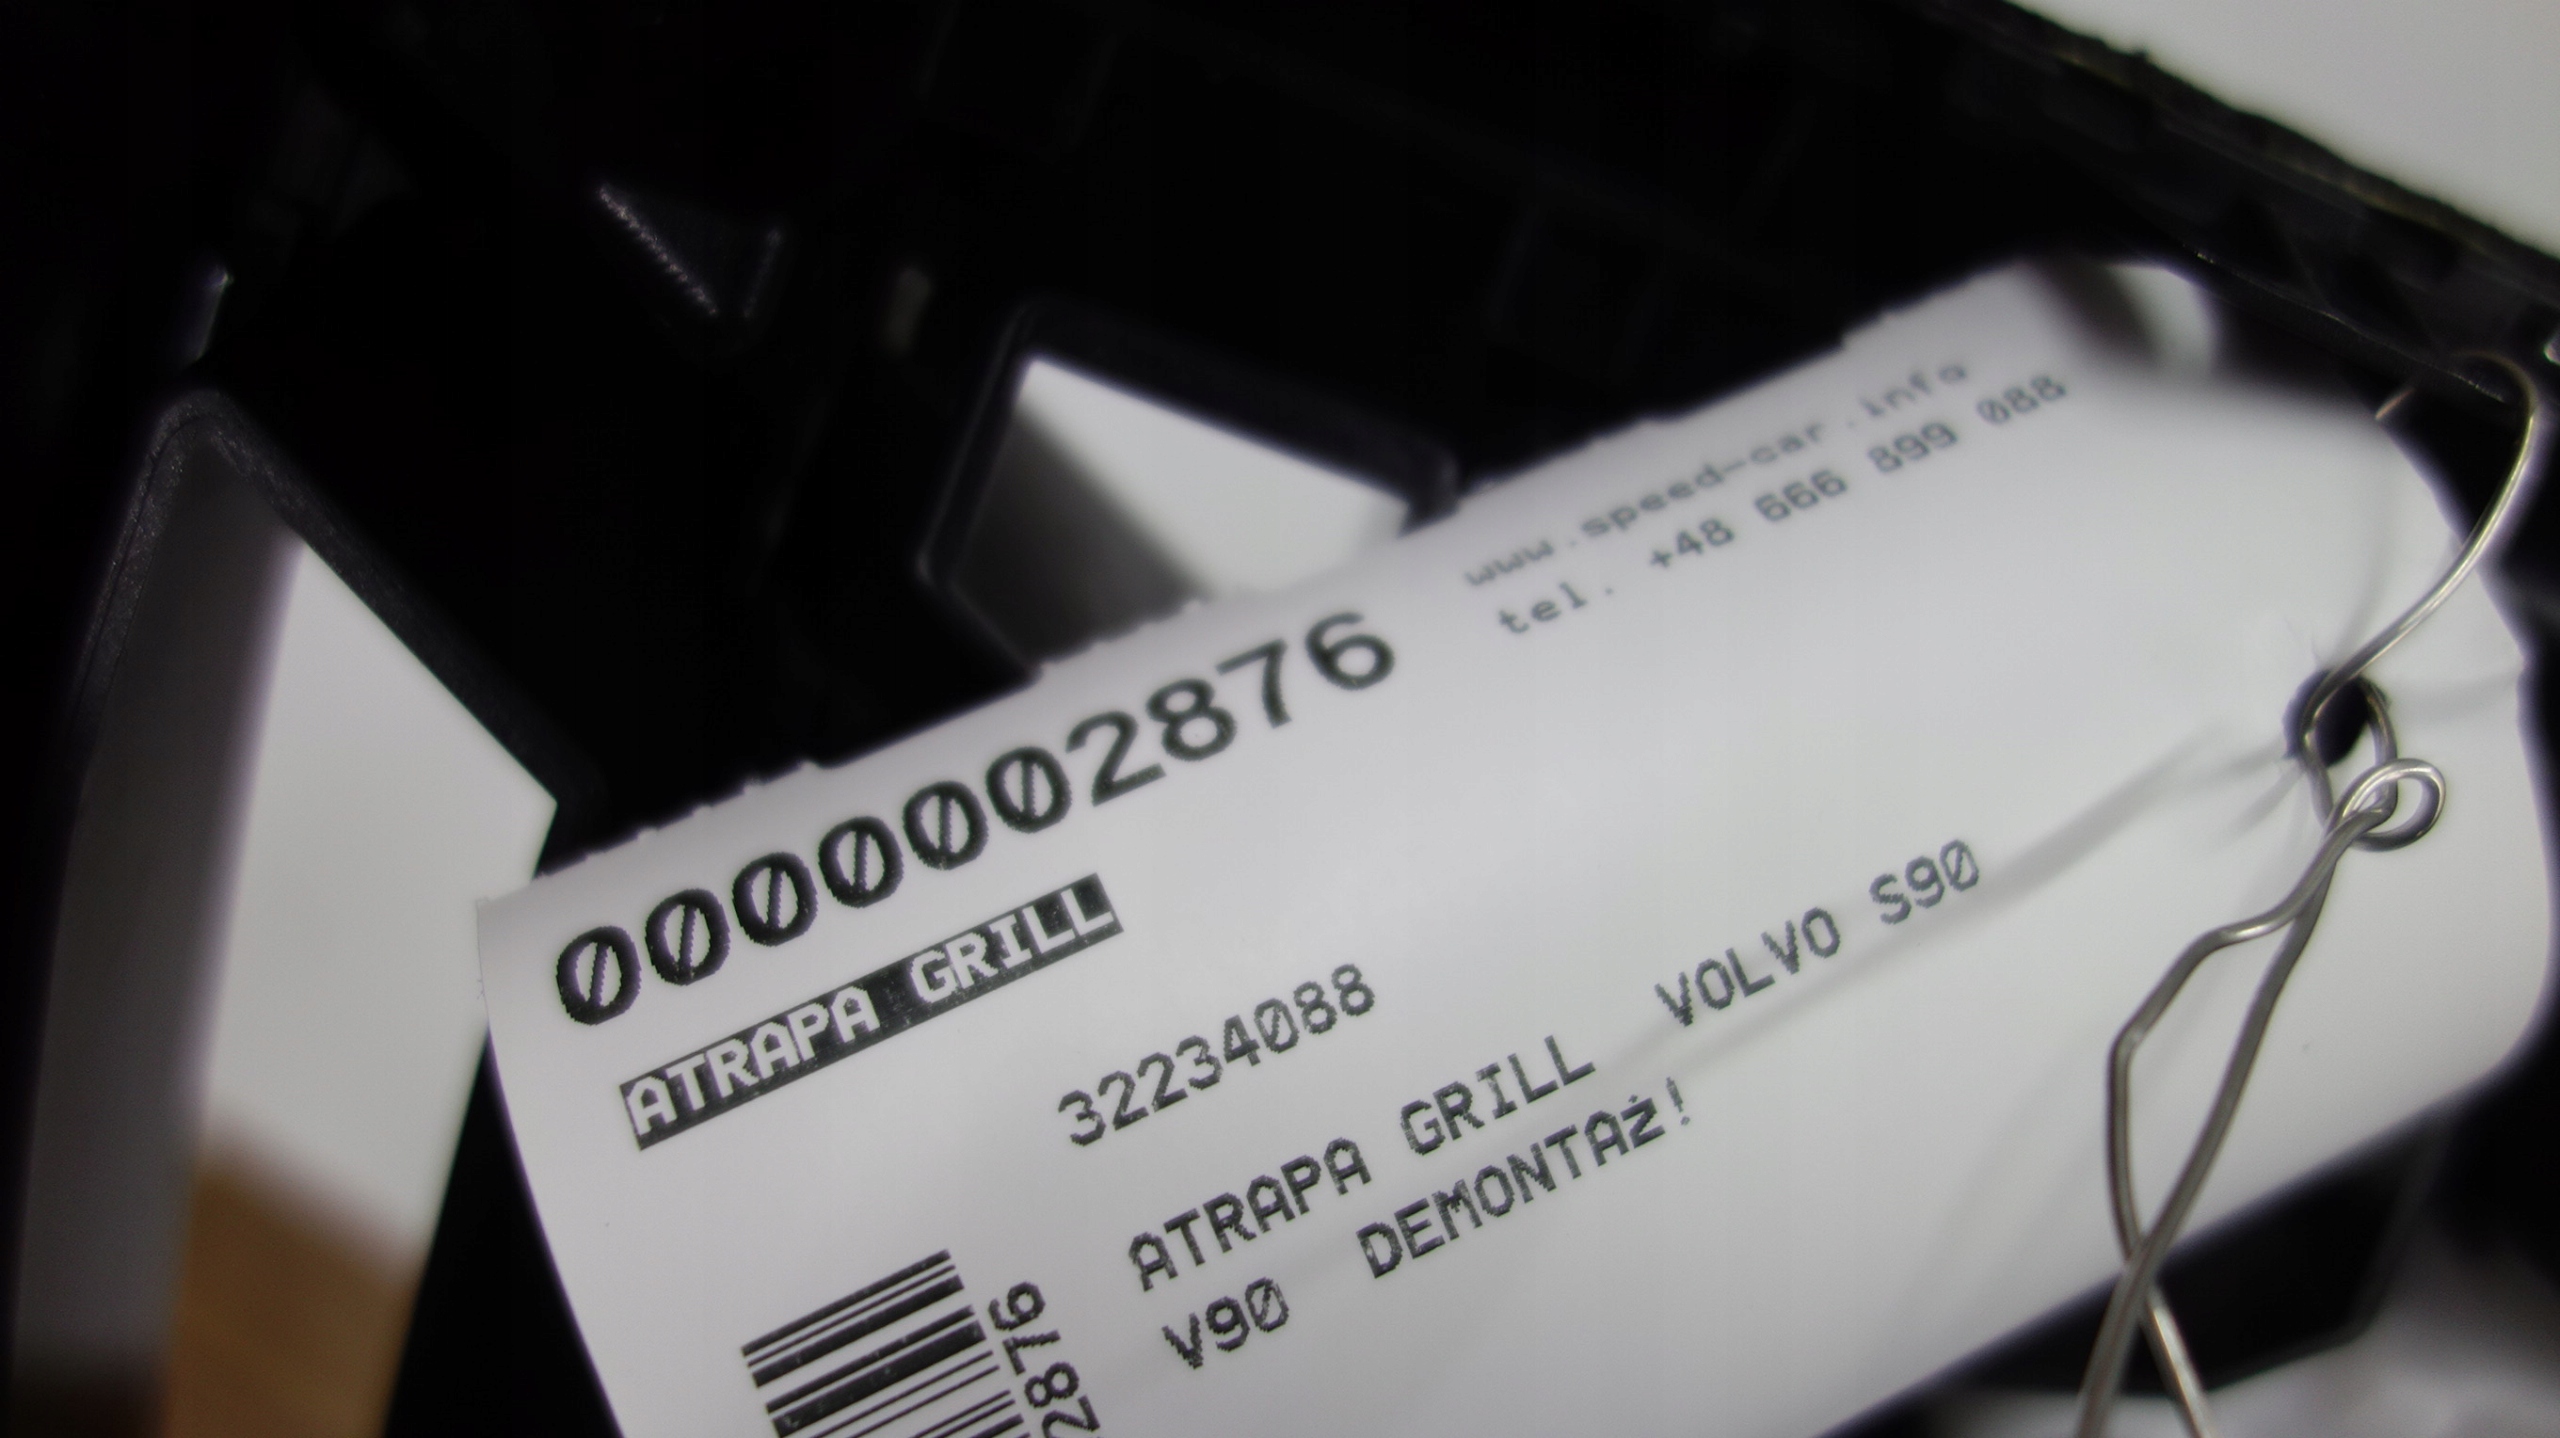 www.speed-car.info
tel. +48 666 899 088
0000002876
ATRAPA GRILL
32234088
ATRAPA GRILL VOLVO S90
V90 DEMONTAż!
2876